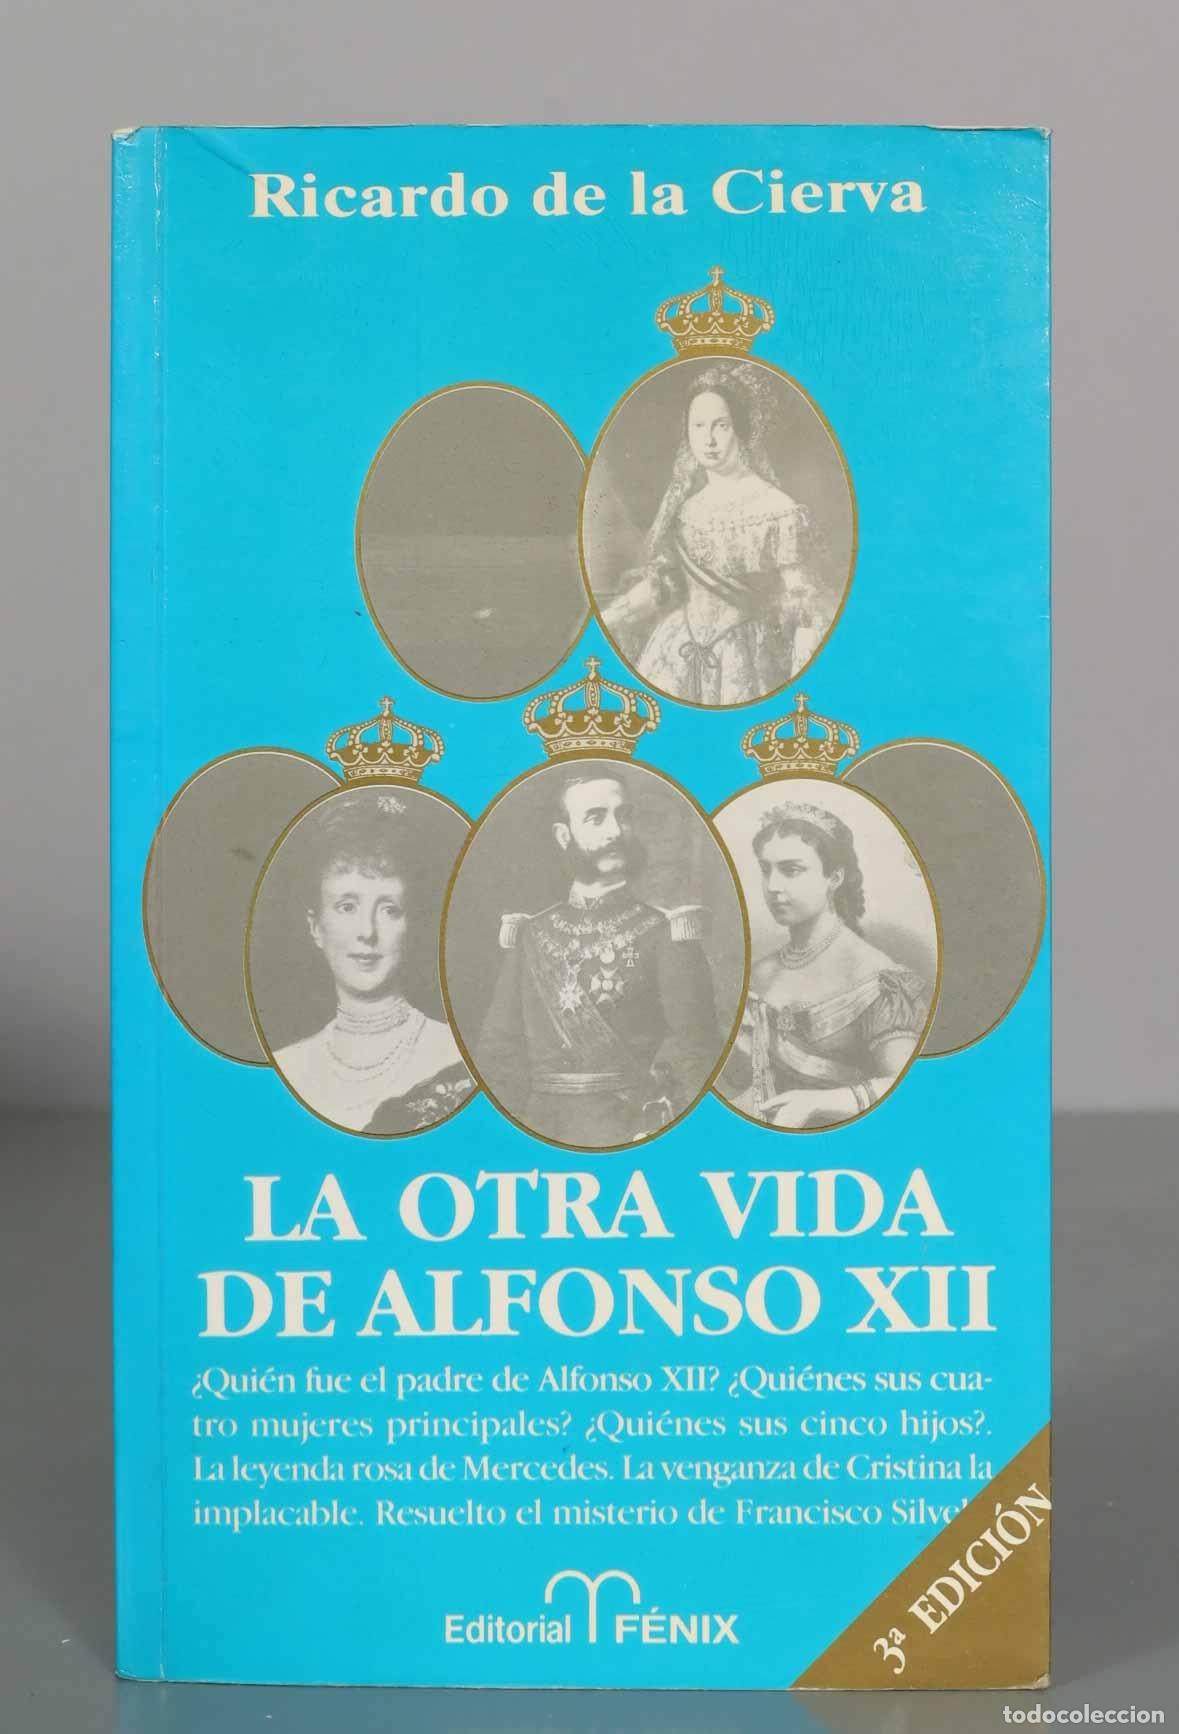 Ricardo de la Cierva
LA OTRA VIDA
DE ALFONSO XII
¿Quién fue el padre de Alfonso XII? ¿Quiénes sus cua-
tro mujeres principales? ¿Quiénes sus cinco hijos?.
La leyenda rosa de Mercedes. La venganza de Cristina la
implacable. Resuelto el misterio de Francisco
Editorial FÉNIX
3ª EDICIÓN
todocoleccion